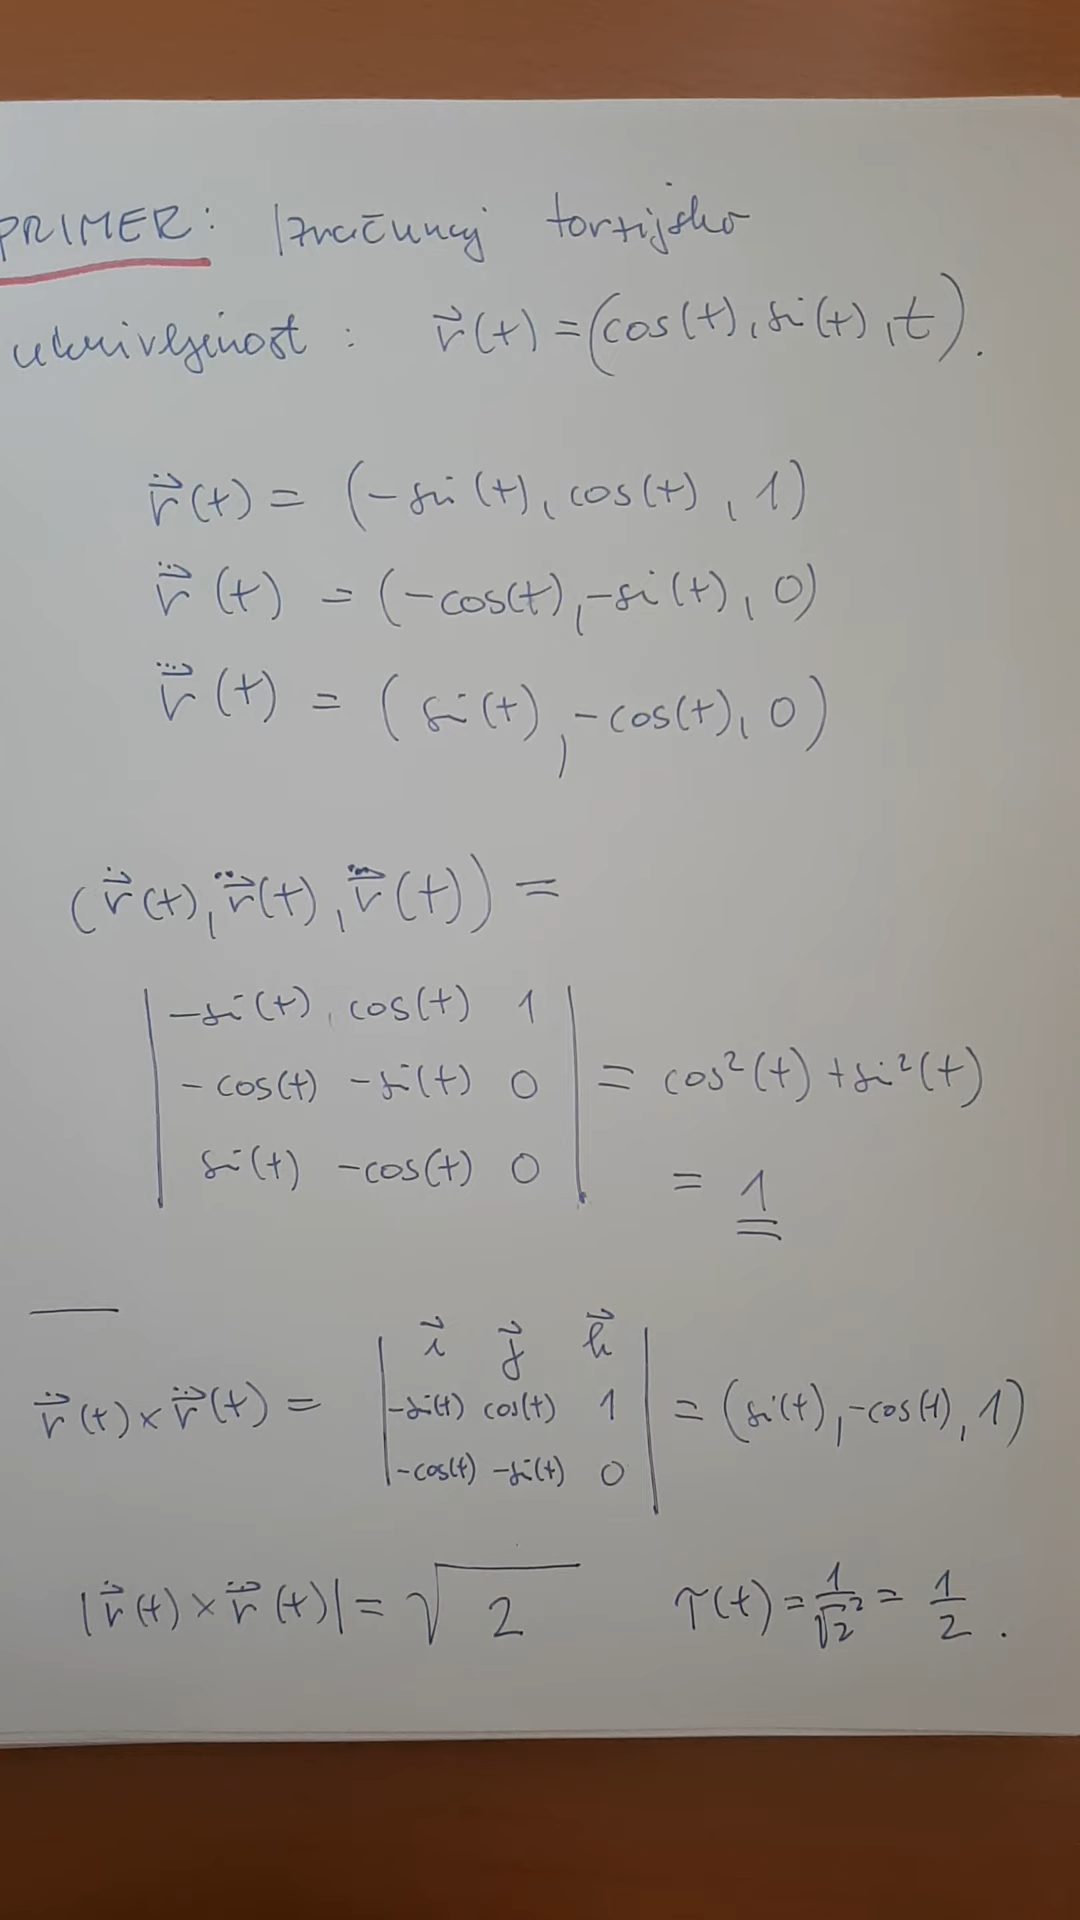 PRIMER: Izračunaj torzijsko
ukrivljenost : r⃗(t) = (cos(t), sin(t), t).
r⃗̇(t) = (-sin(t), cos(t), 1)
r⃗̈(t) = (-cos(t), -sin(t), 0)
r⃗⃛(t) = (sin(t), -cos(t), 0)
(r⃗̇(t), r⃗̈(t), r⃗⃛(t)) =
| -sin(t) cos(t) 1 |
| -cos(t) -sin(t) 0 | = cos²(t) + sin²(t)
| sin(t) -cos(t) 0 | = 1
| i⃗ j⃗ k⃗ |
r⃗̇(t) × r⃗̈(t) = | -sin(t) cos(t) 1 | = (sin(t), -cos(t), 1)
| -cos(t) -sin(t) 0 |
|r⃗̇(t) × r⃗̈(t)| = √2 τ(t) = 1/√2² = 1/2.